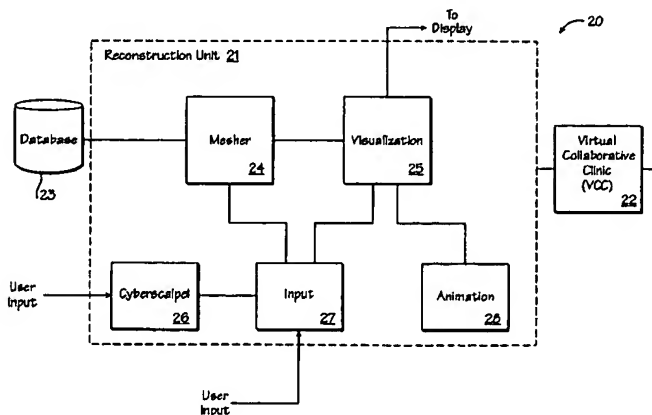 To
Display
20
Reconstruction Unit 21
Database
23
Mesher
24
Visualization
25
Virtual
Collaborative
Clinic
(VCC)
22
User
Input
Cyberscalpel
26
Input
27
Animation
28
User
Input